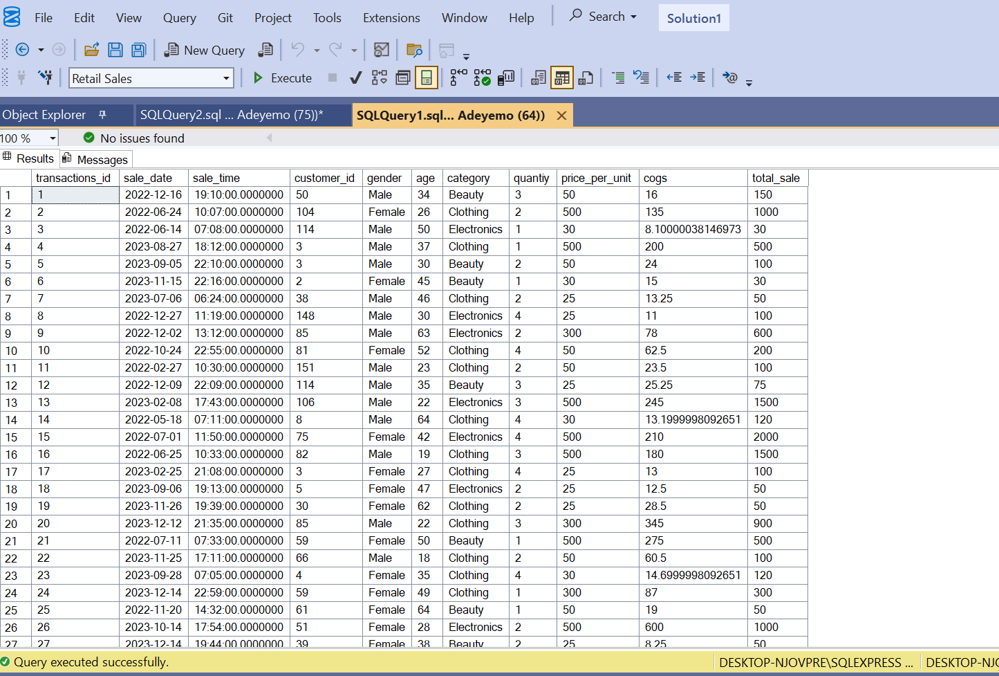 File Edit View Query Git Project Tools Extensions Window Help Search Solution1
New Query
Retail Sales Execute
Object Explorer SQLQuery2.sql ... Adeyemo (75))* SQLQuery1.sql... Adeyemo (64))
100 % No issues found
Results Messages
transactions_id sale_date sale_time customer_id gender age category quantiy price_per_unit cogs total_sale
1 1 2022-12-16 19:10:00.0000000 50 Male 34 Beauty 3 50 16 150
2 2 2022-06-24 10:07:00.0000000 104 Female 26 Clothing 2 500 135 1000
3 3 2022-06-14 07:08:00.0000000 114 Male 50 Electronics 1 30 8.10000038146973 30
4 4 2023-08-27 18:12:00.0000000 3 Male 37 Clothing 1 500 200 500
5 5 2023-09-05 22:10:00.0000000 3 Male 30 Beauty 2 50 24 100
6 6 2023-11-15 22:16:00.0000000 2 Female 45 Beauty 1 30 15 30
7 7 2023-07-06 06:24:00.0000000 38 Male 46 Clothing 2 25 13.25 50
8 8 2022-12-27 11:19:00.0000000 148 Male 30 Electronics 4 25 11 100
9 9 2022-12-02 13:12:00.0000000 85 Male 63 Electronics 2 300 78 600
10 10 2022-10-24 22:55:00.0000000 81 Female 52 Clothing 4 50 62.5 200
11 11 2022-02-27 10:30:00.0000000 151 Male 23 Clothing 2 50 23.5 100
12 12 2022-12-09 22:09:00.0000000 114 Male 35 Beauty 3 25 25.25 75
13 13 2023-02-08 17:43:00.0000000 106 Male 22 Electronics 3 500 245 1500
14 14 2022-05-18 07:11:00.0000000 8 Male 64 Clothing 4 30 13.1999998092651 120
15 15 2022-07-01 11:50:00.0000000 75 Female 42 Electronics 4 500 210 2000
16 16 2022-06-25 10:33:00.0000000 82 Male 19 Clothing 3 500 180 1500
17 17 2023-02-25 21:08:00.0000000 3 Female 27 Clothing 4 25 13 100
18 18 2023-09-06 19:13:00.0000000 5 Female 47 Electronics 2 25 12.5 50
19 19 2023-11-26 19:39:00.0000000 30 Female 62 Clothing 2 25 28.5 50
20 20 2023-12-12 21:35:00.0000000 85 Male 22 Clothing 3 300 345 900
21 21 2022-07-11 07:33:00.0000000 59 Female 50 Beauty 1 500 275 500
22 22 2023-11-25 17:11:00.0000000 66 Male 18 Clothing 2 50 60.5 100
23 23 2023-09-28 07:05:00.0000000 4 Female 35 Clothing 4 30 14.6999998092651 120
24 24 2023-12-14 22:59:00.0000000 59 Female 49 Clothing 1 300 87 300
25 25 2022-11-20 14:32:00.0000000 61 Female 64 Beauty 1 50 19 50
26 26 2023-10-14 17:54:00.0000000 51 Female 28 Electronics 2 500 600 1000
27 27 2023-12-14 19:44:00.0000000 39 Female 38 Beauty 2 25 8.25 50
Query executed successfully. DESKTOP-NJOVPRE\SQLEXPRESS ... DESKTOP-NJO